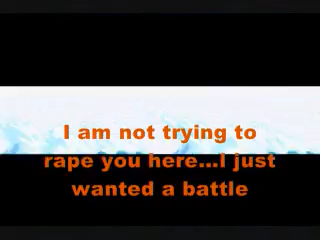 I am not trying to
rape you here...I just
wanted a battle